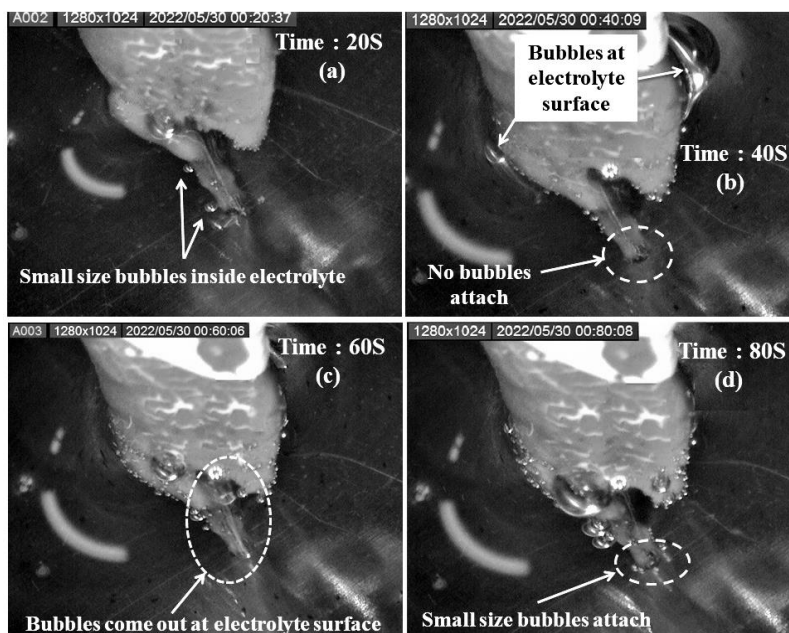 A002 1280x1024 2022/05/30 00:20:37
Time : 20S
(a)
Small size bubbles inside electrolyte
1280x1024 2022/05/30 00:40:09
Bubbles at
electrolyte
surface
Time : 40S
(b)
No bubbles
attach
A003 1280x1024 2022/05/30 00:60:06
Time : 60S
(c)
Bubbles come out at electrolyte surface
1280x1024 2022/05/30 00:80:08
Time : 80S
(d)
Small size bubbles attach